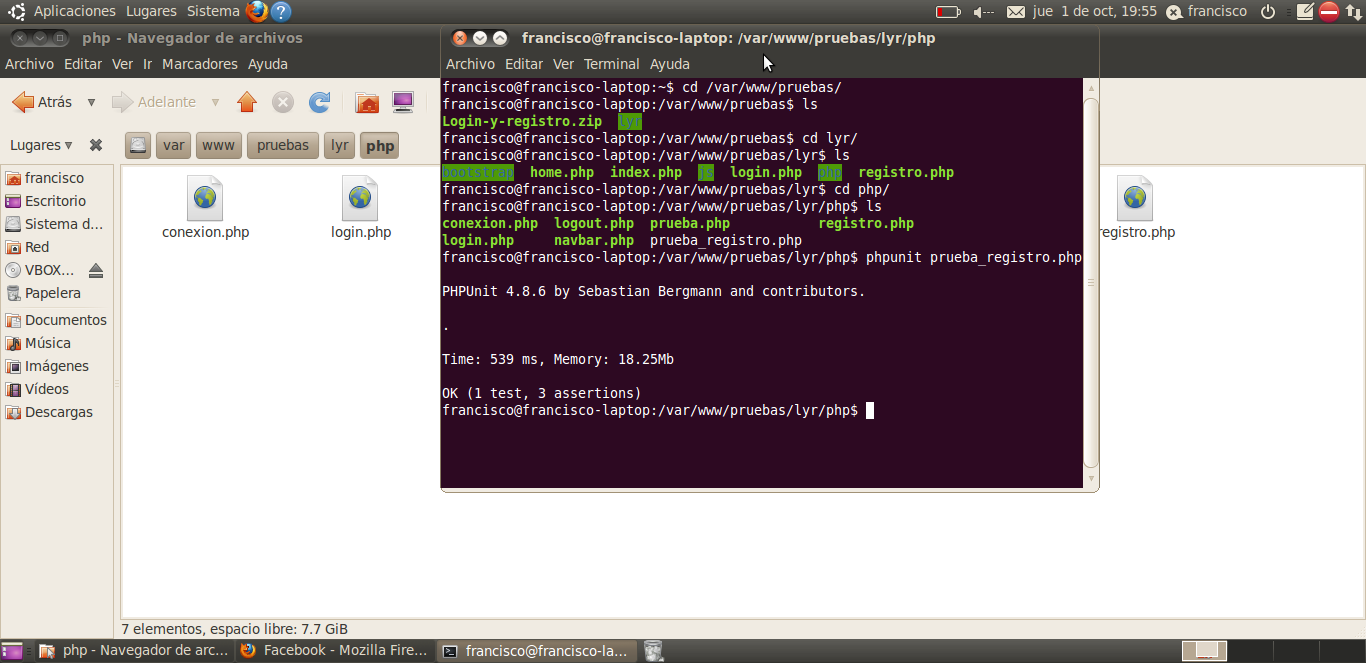 Aplicaciones Lugares Sistema
jue 1 de oct, 19:55 francisco
php - Navegador de archivos
Archivo Editar Ver Ir Marcadores Ayuda
Atrás Adelante
Lugares
var www pruebas lyr php
francisco
Escritorio
Sistema d...
Red
VBOX...
Papelera
Documentos
Música
Imágenes
Vídeos
Descargas
conexion.php
login.php
registro.php
7 elementos, espacio libre: 7.7 GiB
francisco@francisco-laptop: /var/www/pruebas/lyr/php
Archivo Editar Ver Terminal Ayuda
francisco@francisco-laptop:~$ cd /var/www/pruebas/
francisco@francisco-laptop:/var/www/pruebas$ ls
Login-y-registro.zip lyr
francisco@francisco-laptop:/var/www/pruebas$ cd lyr/
francisco@francisco-laptop:/var/www/pruebas/lyr$ ls
bootstrap home.php index.php js login.php php registro.php
francisco@francisco-laptop:/var/www/pruebas/lyr$ cd php/
francisco@francisco-laptop:/var/www/pruebas/lyr/php$ ls
conexion.php logout.php prueba.php registro.php
login.php navbar.php prueba_registro.php
francisco@francisco-laptop:/var/www/pruebas/lyr/php$ phpunit prueba_registro.php
PHPUnit 4.8.6 by Sebastian Bergmann and contributors.
.
Time: 539 ms, Memory: 18.25Mb
OK (1 test, 3 assertions)
francisco@francisco-laptop:/var/www/pruebas/lyr/php$
php - Navegador de arc...
Facebook - Mozilla Fire...
francisco@francisco-la...